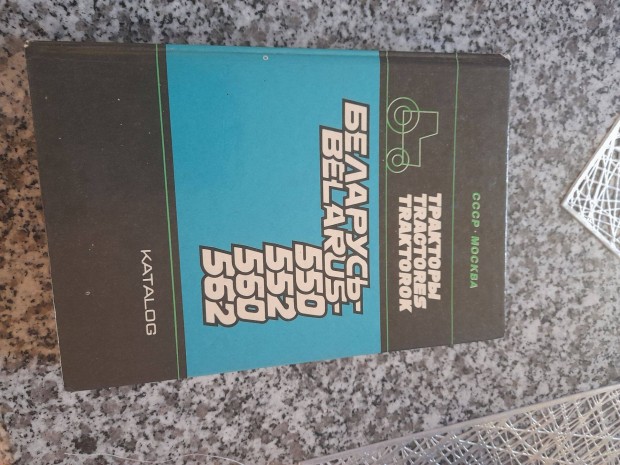 СССР · МОСКВА
ТРАКТОРЫ
TRACTORES
TRAKTOROK
БЕЛАРУСЬ-
BELARUS-
550
552
560
562
KATALOG